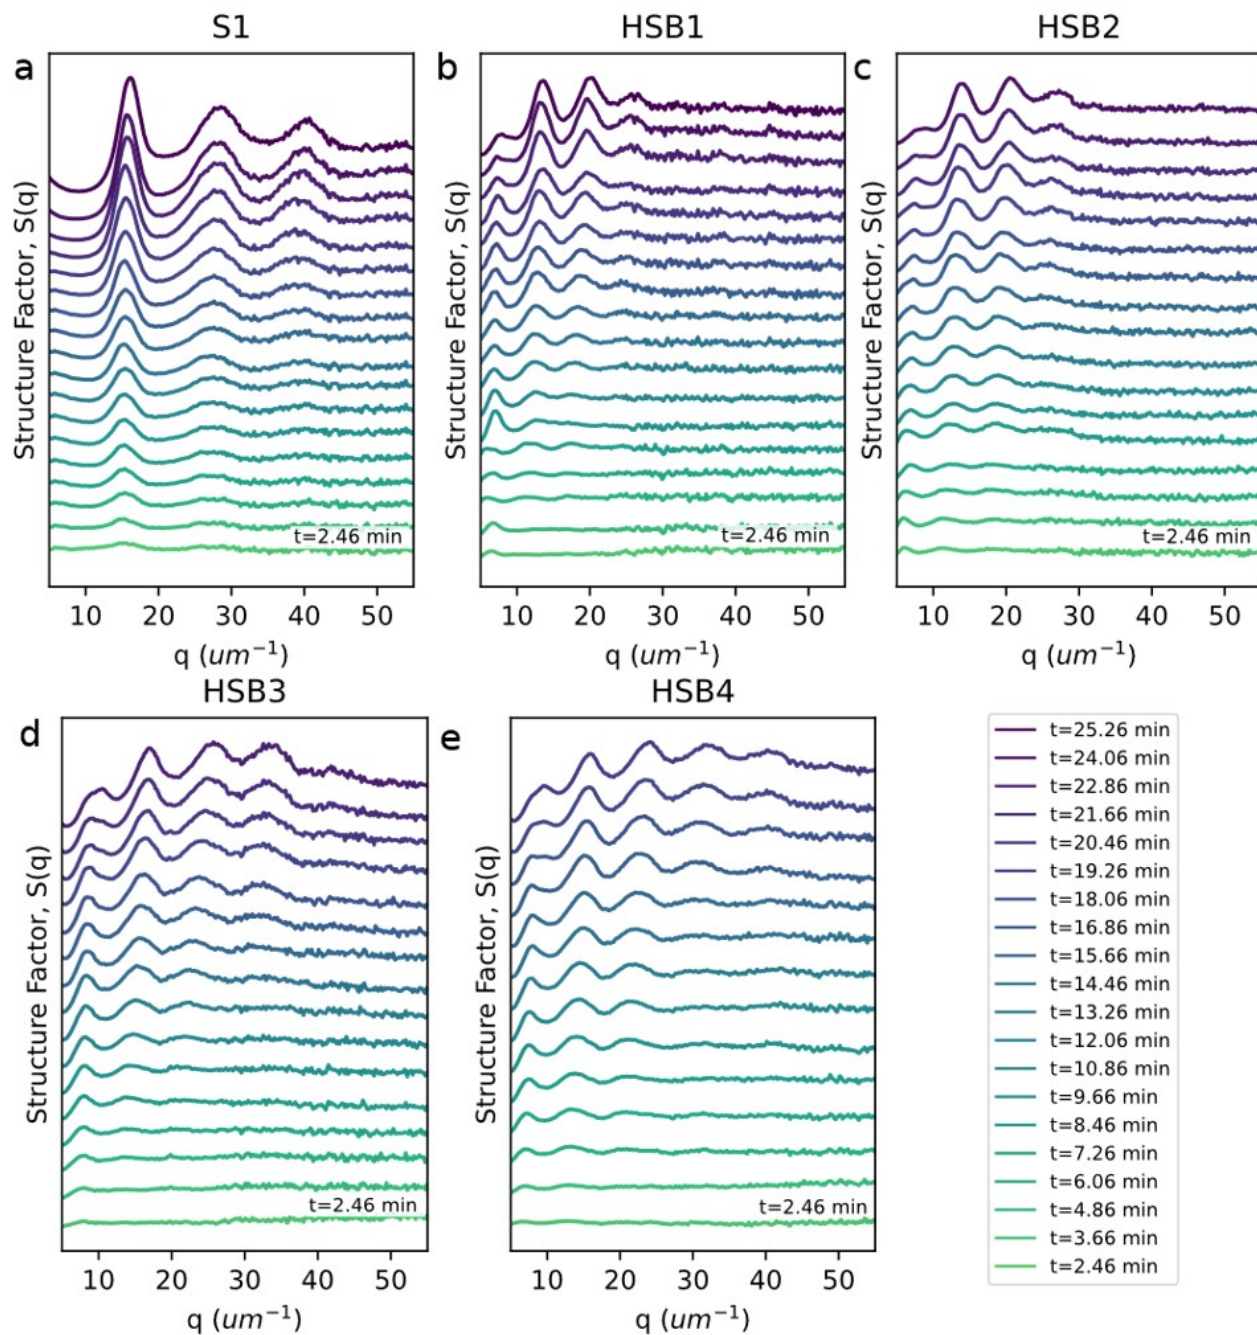 S1
HSB1
HSB2
a
b
c
Structure Factor, S(q)
Structure Factor, S(q)
Structure Factor, S(q)
t=2.46 min
t=2.46 min
t=2.46 min
10 20 30 40 50
10 20 30 40 50
10 20 30 40 50
q (um⁻¹)
q (um⁻¹)
q (um⁻¹)
HSB3
HSB4
d
e
Structure Factor, S(q)
Structure Factor, S(q)
t=2.46 min
t=2.46 min
10 20 30 40 50
10 20 30 40 50
q (um⁻¹)
q (um⁻¹)
t=25.26 min
t=24.06 min
t=22.86 min
t=21.66 min
t=20.46 min
t=19.26 min
t=18.06 min
t=16.86 min
t=15.66 min
t=14.46 min
t=13.26 min
t=12.06 min
t=10.86 min
t=9.66 min
t=8.46 min
t=7.26 min
t=6.06 min
t=4.86 min
t=3.66 min
t=2.46 min